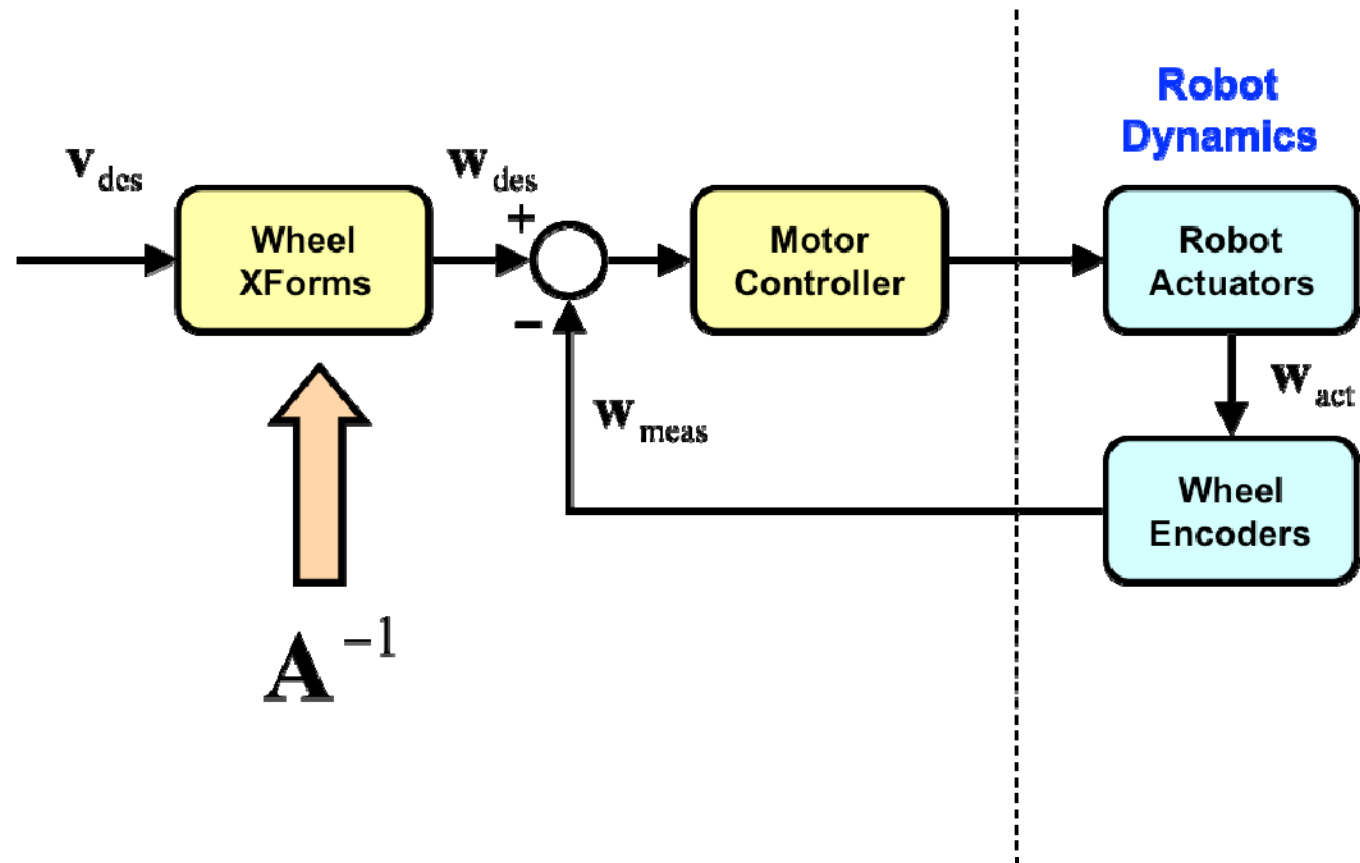 Robot
Dynamics
v des
w des
+
-
Wheel
XForms
Motor
Controller
Robot
Actuators
w act
w meas
Wheel
Encoders
A −1